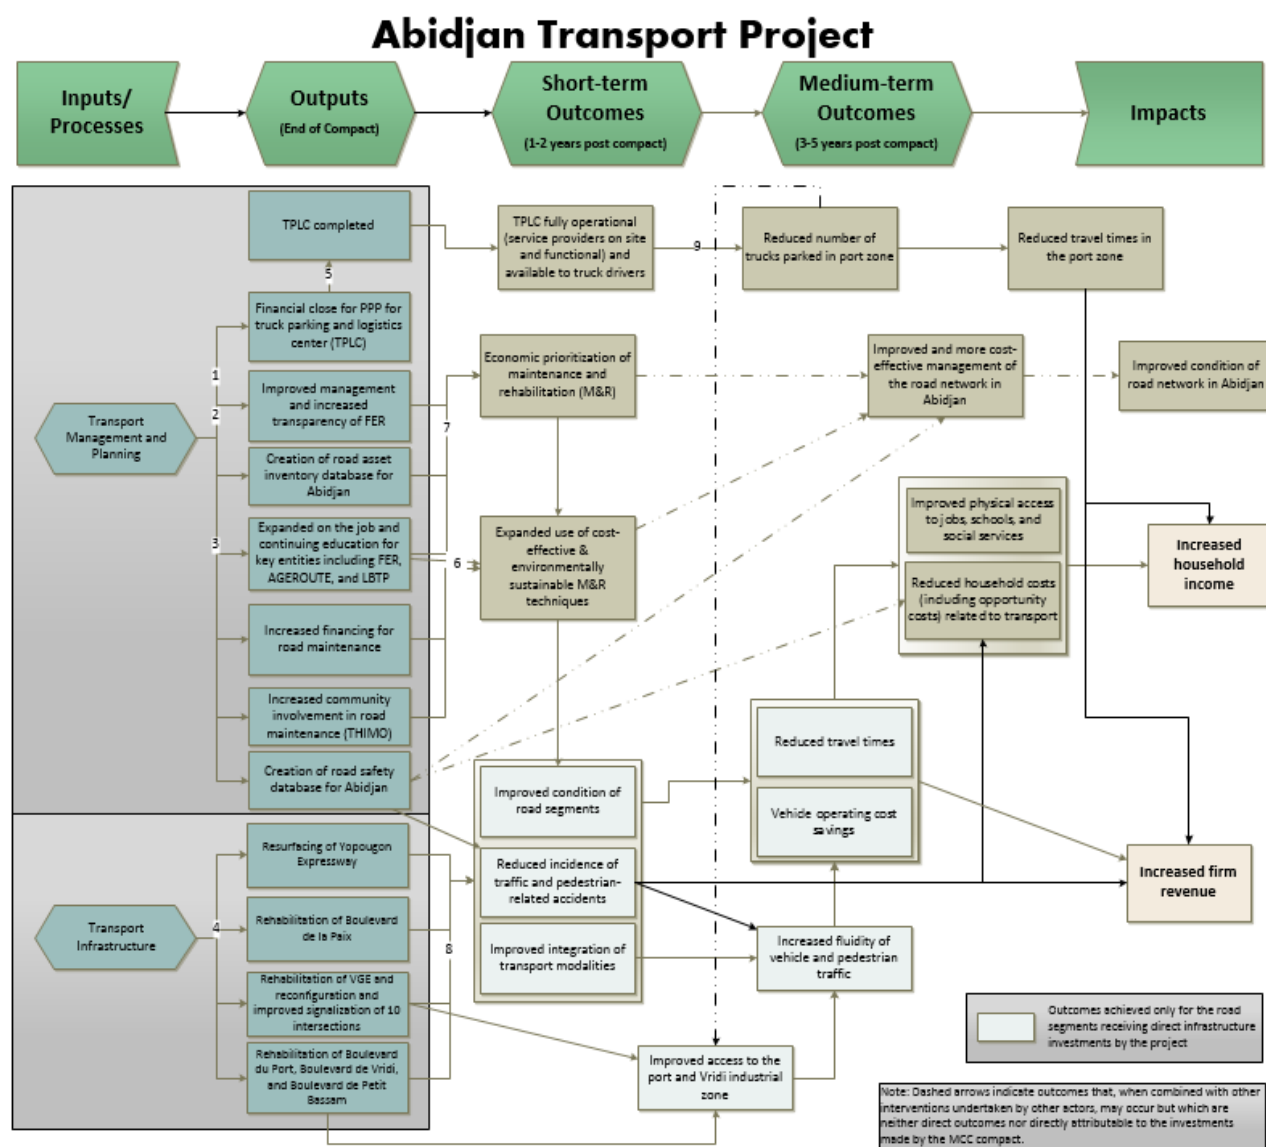 Abidjan Transport Project
Inputs/
Processes
Outputs
(End of Compact)
Short-term
Outcomes
(1-2 years post compact)
Medium-term
Outcomes
(3-5 years post compact)
Impacts
TPLC completed
TPLC fully operational
(service providers on site
and functional) and
available to truck drivers
9
Reduced number of
trucks parked in port zone
Reduced travel times in
the port zone
5
Financial close for PPP for
truck parking and logistics
center (TPLC)
1
Economic prioritization of
maintenance and
rehabilitation (M&R)
Improved and more cost-
effective management of
the road network in
Abidjan
Improved condition of
road network in Abidjan
Improved management
and increased
transparency of FER
2
7
Transport
Management and
Planning
Creation of road asset
inventory database for
Abidjan
3
Expanded on the job and
continuing education for
key entities including FER,
AGEROUTE, and LBTP
6
Expanded use of cost-
effective &
environmentally
sustainable M&R
techniques
Improved physical access
to jobs, schools, and
social services
Reduced household costs
(including opportunity
costs) related to transport
Increased
household
income
Increased financing for
road maintenance
Increased community
involvement in road
maintenance (THIMO)
Creation of road safety
database for Abidjan
Improved condition of
road segments
Reduced travel times
Vehicle operating cost
savings
Resurfacing of Yopougon
Expressway
Reduced incidence of
traffic and pedestrian-
related accidents
Increased firm
revenue
Transport
Infrastructure
4
Rehabilitation of Boulevard
de la Paix
8
Improved integration of
transport modalities
Increased fluidity of
vehicle and pedestrian
traffic
Rehabilitation of VGE and
reconfiguration and
improved signalization of 10
intersections
Rehabilitation of Boulevard
du Port, Boulevard de Vridi,
and Boulevard de Petit
Bassam
Improved access to the
port and Vridi industrial
zone
Outcomes achieved only for the road
segments receiving direct infrastructure
investments by the project
Note: Dashed arrows indicate outcomes that, when combined with other
interventions undertaken by other actors, may occur but which are
neither direct outcomes nor directly attributable to the investments
made by the MCC compact.